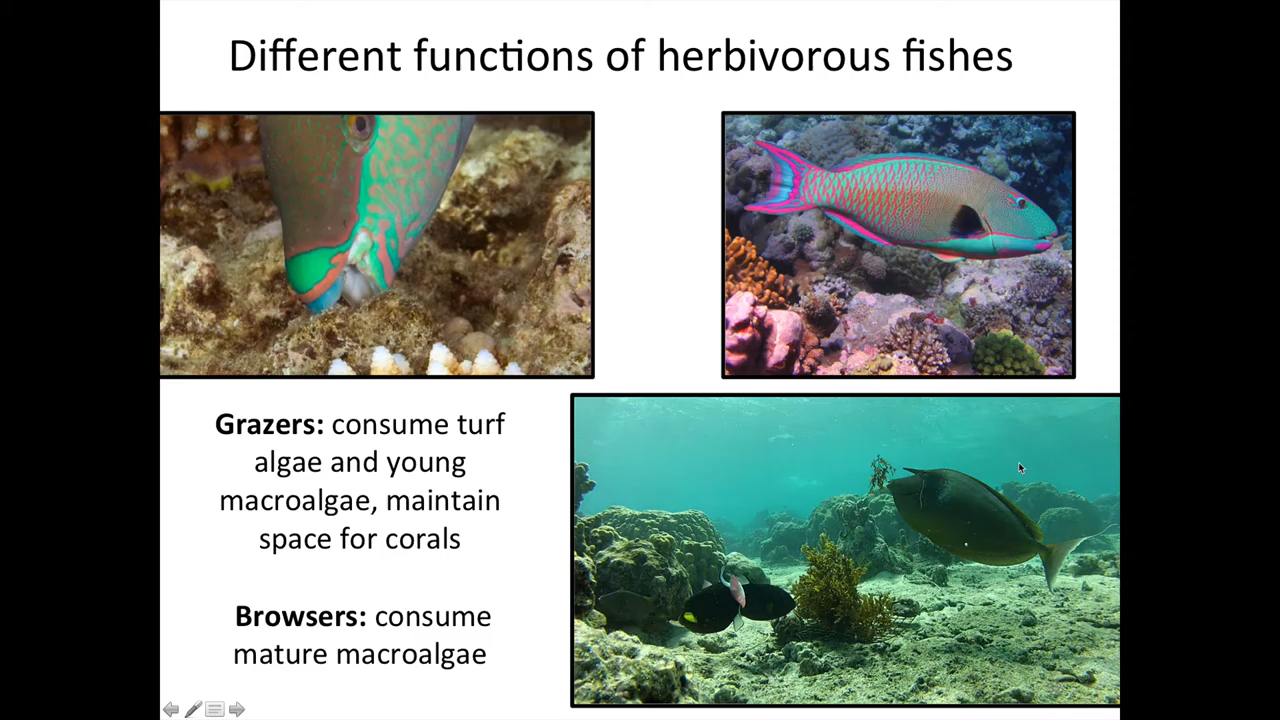 Different functions of herbivorous fishes
Grazers: consume turf
algae and young
macroalgae, maintain
space for corals
Browsers: consume
mature macroalgae